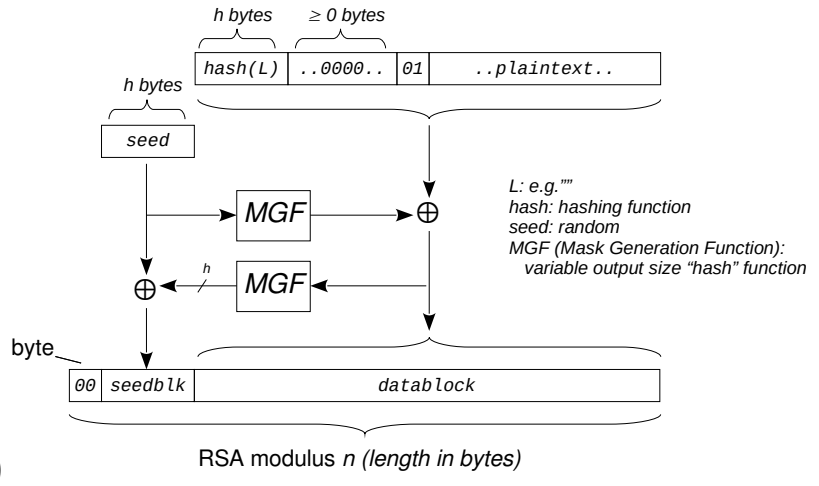 h bytes
≥ 0 bytes
hash(L)
..0000..
01
..plaintext..
h bytes
seed
MGF
⊕
L: e.g.””
hash: hashing function
seed: random
MGF (Mask Generation Function):
variable output size “hash” function
⊕
h
MGF
byte
00
seedblk
datablock
RSA modulus n (length in bytes)
)